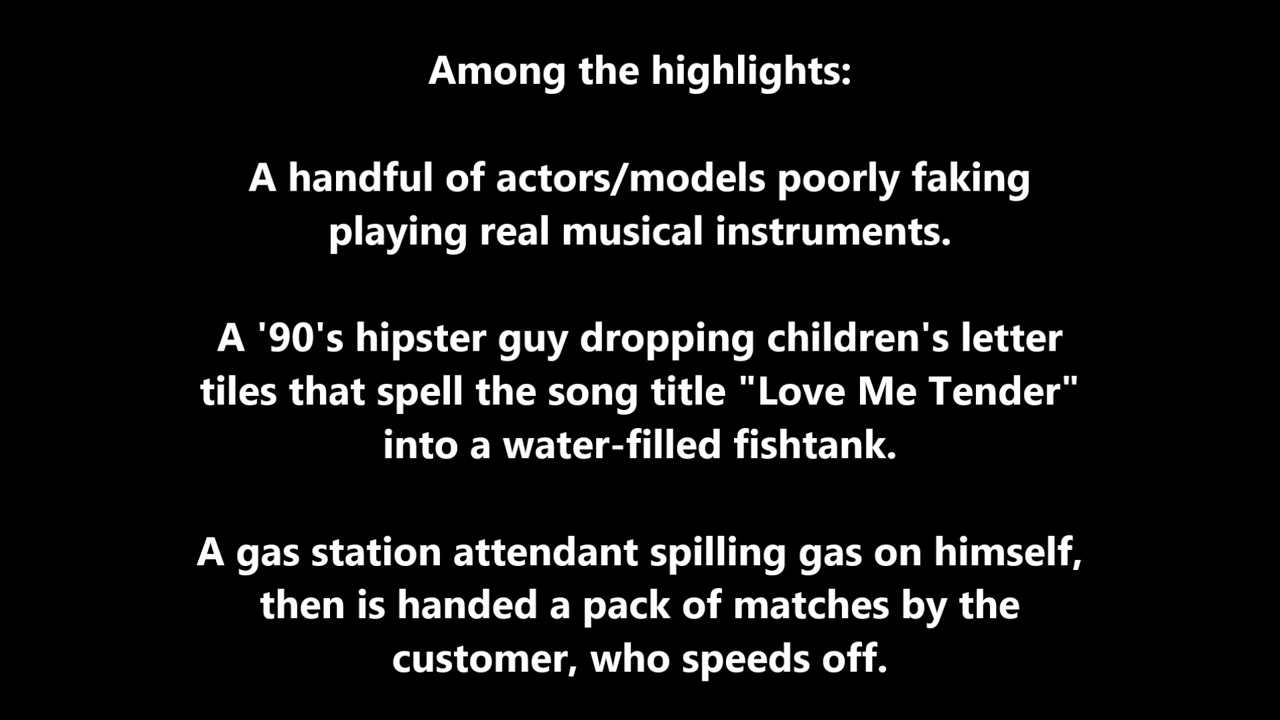 Among the highlights:
A handful of actors/models poorly faking
playing real musical instruments.
A '90's hipster guy dropping children's letter
tiles that spell the song title "Love Me Tender"
into a water-filled fishtank.
A gas station attendant spilling gas on himself,
then is handed a pack of matches by the
customer, who speeds off.